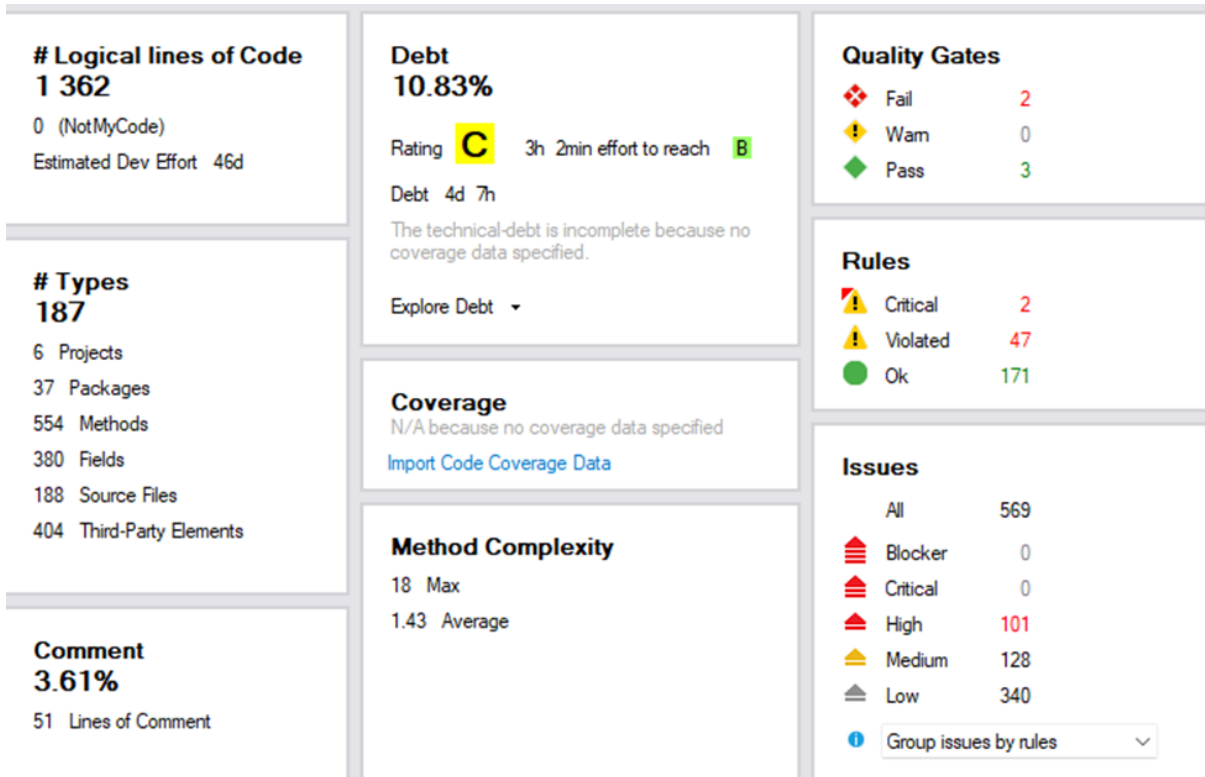 # Logical lines of Code
1 362
0 (NotMyCode)
Estimated Dev Effort 46d
# Types
187
6 Projects
37 Packages
554 Methods
380 Fields
188 Source Files
404 Third-Party Elements
Comment
3.61%
51 Lines of Comment
Debt
10.83%
Rating C 3h 2min effort to reach B
Debt 4d 7h
The technical-debt is incomplete because no
coverage data specified.
Explore Debt
Coverage
N/A because no coverage data specified
Import Code Coverage Data
Method Complexity
18 Max
1.43 Average
Quality Gates
Fail 2
Warn 0
Pass 3
Rules
Critical 2
Violated 47
Ok 171
Issues
All 569
Blocker 0
Critical 0
High 101
Medium 128
Low 340
Group issues by rules